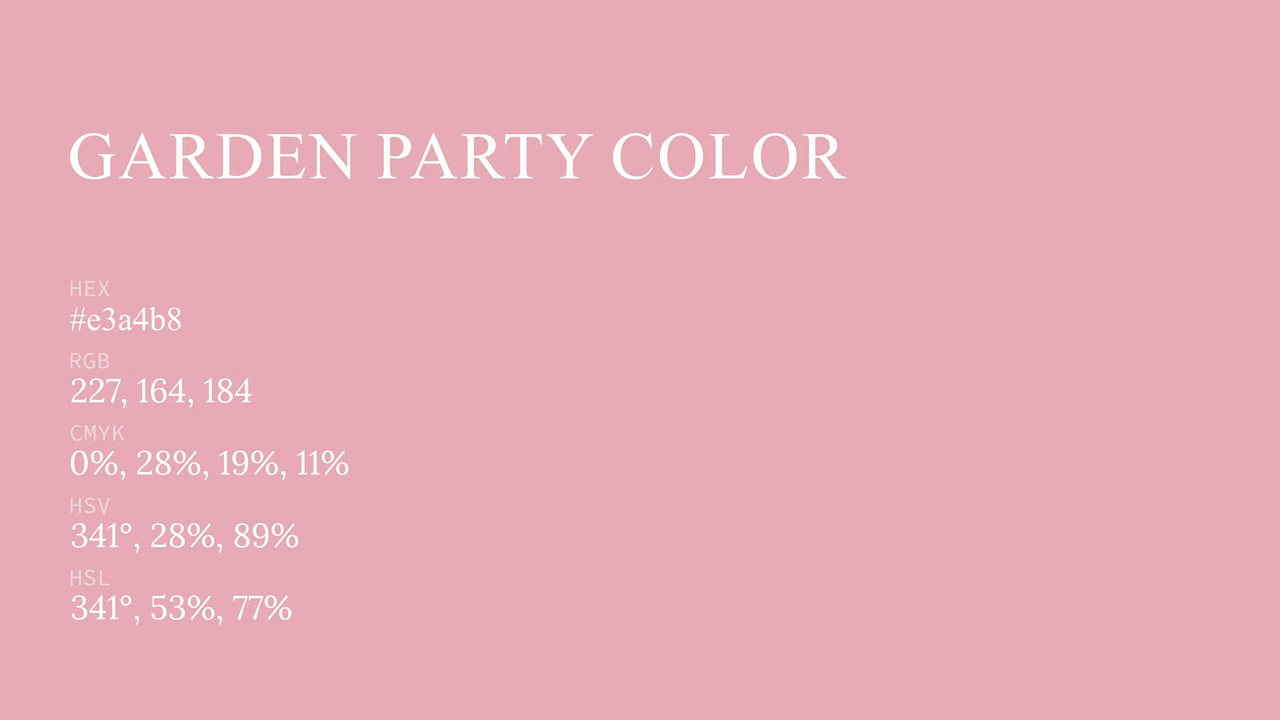 GARDEN PARTY COLOR
HEX
#e3a4b8
RGB
227, 164, 184
CMYK
0%, 28%, 19%, 11%
HSV
341°, 28%, 89%
HSL
341°, 53%, 77%